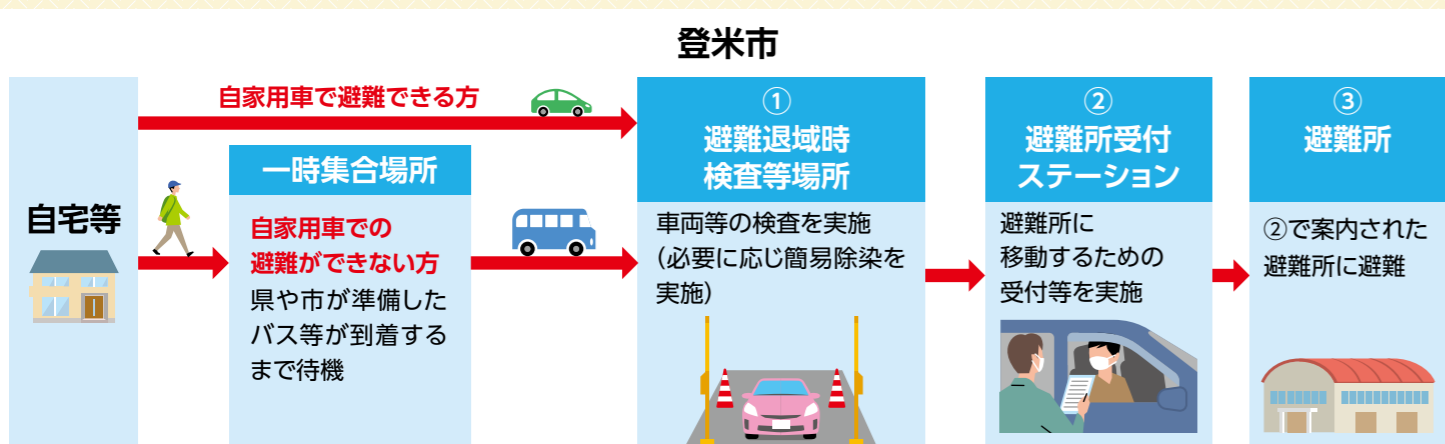 登米市
自宅等
自家用車で避難できる方
一時集合場所
自家用車での
避難ができない方
県や市が準備した
バス等が到着する
まで待機
①
避難退域時
検査等場所
車両等の検査を実施
（必要に応じ簡易除染を
実施）
②
避難所受付
ステーション
避難所に
移動するための
受付等を実施
③
避難所
②で案内された
避難所に避難